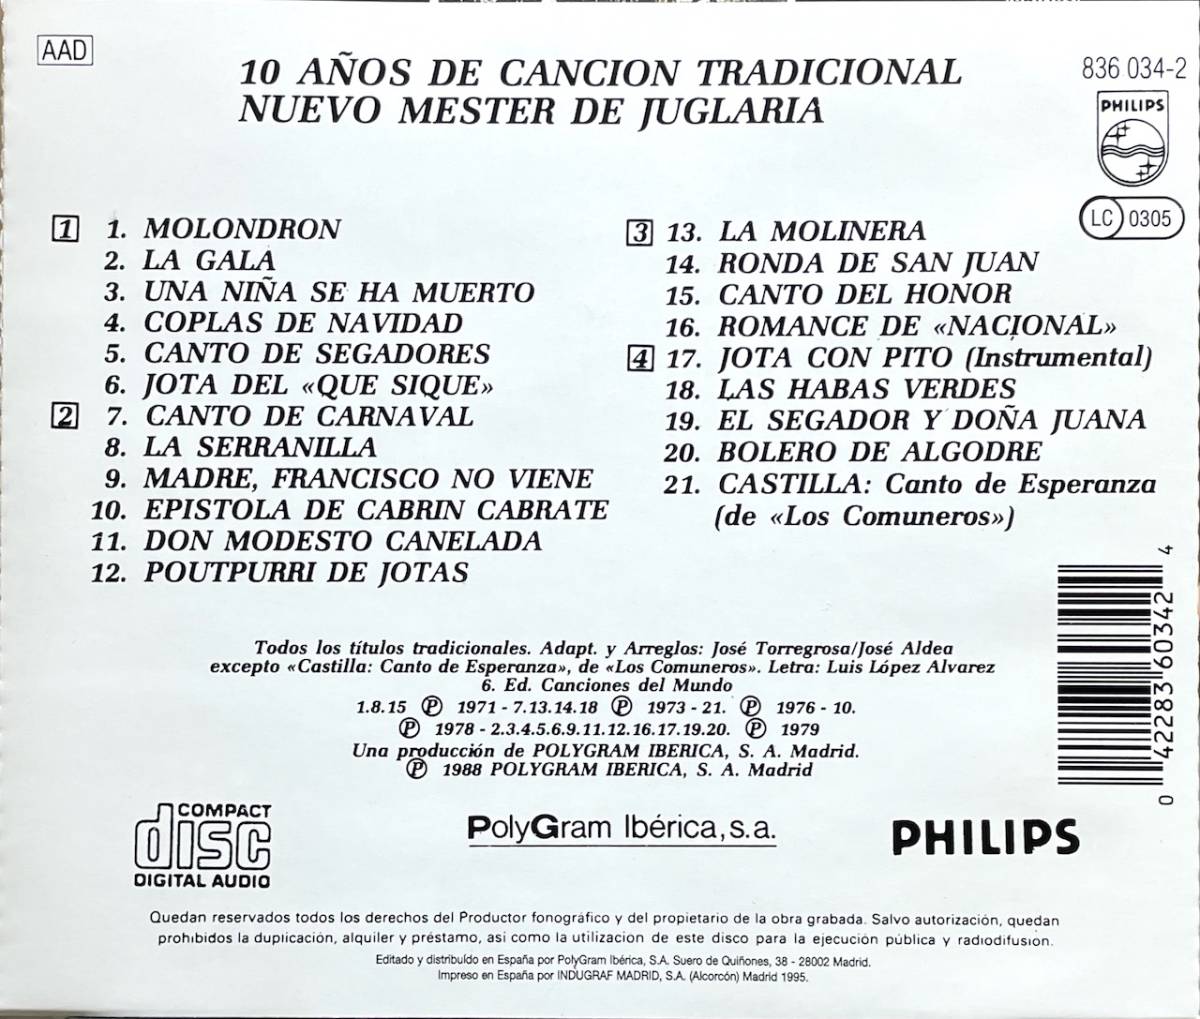 AAD
10 AÑOS DE CANCION TRADICIONAL
NUEVO MESTER DE JUGLARIA
836 034-2
PHILIPS
LC 0305
1 1. MOLONDRON
2. LA GALA
3. UNA NIÑA SE HA MUERTO
4. COPLAS DE NAVIDAD
5. CANTO DE SEGADORES
6. JOTA DEL «QUE SIQUE»
2 7. CANTO DE CARNAVAL
8. LA SERRANILLA
9. MADRE, FRANCISCO NO VIENE
10. EPISTOLA DE CABRIN CABRATE
11. DON MODESTO CANELADA
12. POUTPURRI DE JOTAS
3 13. LA MOLINERA
14. RONDA DE SAN JUAN
15. CANTO DEL HONOR
16. ROMANCE DE «NACIONAL»
4 17. JOTA CON PITO (Instrumental)
18. LAS HABAS VERDES
19. EL SEGADOR Y DOÑA JUANA
20. BOLERO DE ALGODRE
21. CASTILLA: Canto de Esperanza
(de «Los Comuneros»)
Todos los títulos tradicionales. Adapt. y Arreglos: José Torregrosa/José Aldea
excepto «Castilla: Canto de Esperanza», de «Los Comuneros». Letra: Luis López Alvarez
6. Ed. Canciones del Mundo
1.8.15 Ⓟ 1971 - 7.13.14.18 Ⓟ 1973 - 21. Ⓟ 1976 - 10.
Ⓟ 1978 - 2.3.4.5.6.9.11.12.16.17.19.20. Ⓟ 1979
Una producción de POLYGRAM IBERICA, S. A. Madrid.
Ⓟ 1988 POLYGRAM IBERICA, S. A. Madrid
0 42283 60342 4
COMPACT
disc
DIGITAL AUDIO
PolyGram Ibérica, s.a.
PHILIPS
Quedan reservados todos los derechos del Productor fonográfico y del propietario de la obra grabada. Salvo autorización, quedan
prohibidos la duplicación, alquiler y préstamo, asi como la utilizacion de este disco para la ejecución pública y radiodifusión.
Editado y distribuido en España por PolyGram Ibérica, S.A. Suero de Quiñones, 38 - 28002 Madrid.
Impreso en España por INDUGRAF MADRID, S.A. (Alcorcón) Madrid 1995.